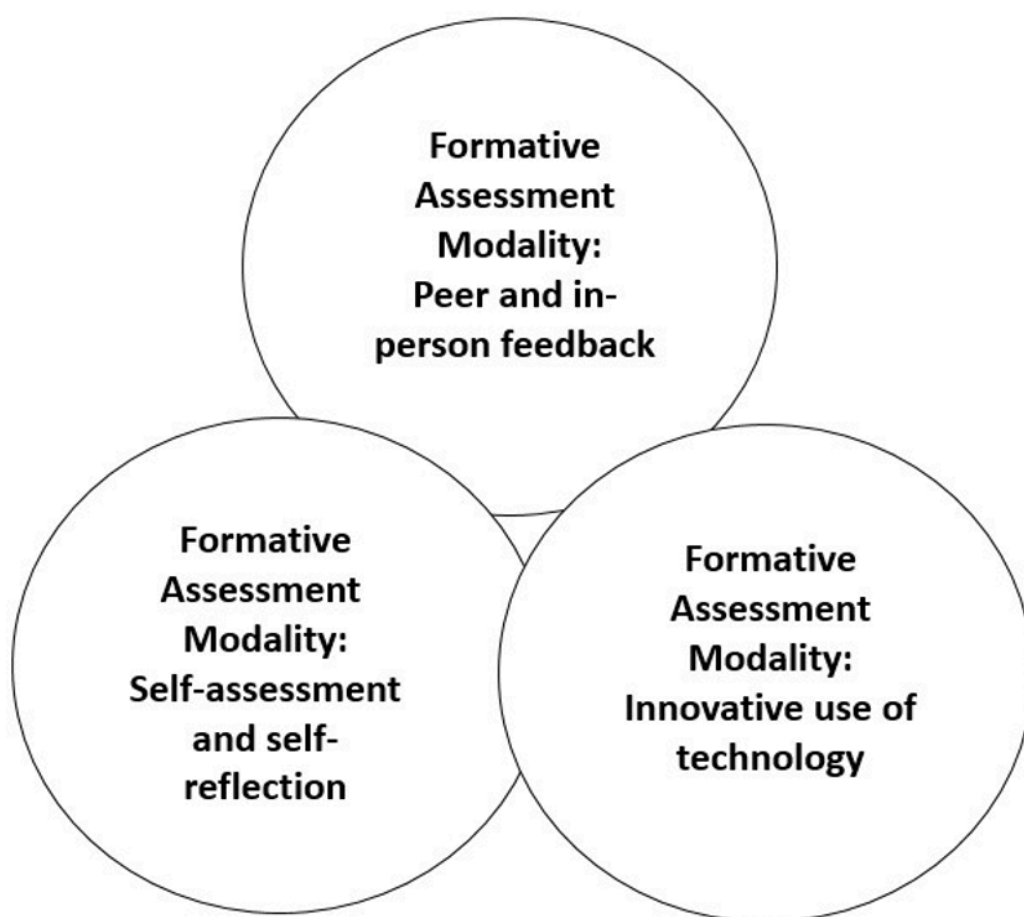 Formative
Assessment
Modality:
Peer and in-
person feedback
Formative
Assessment
Modality:
Self-assessment
and self-
reflection
Formative
Assessment
Modality:
Innovative use of
technology